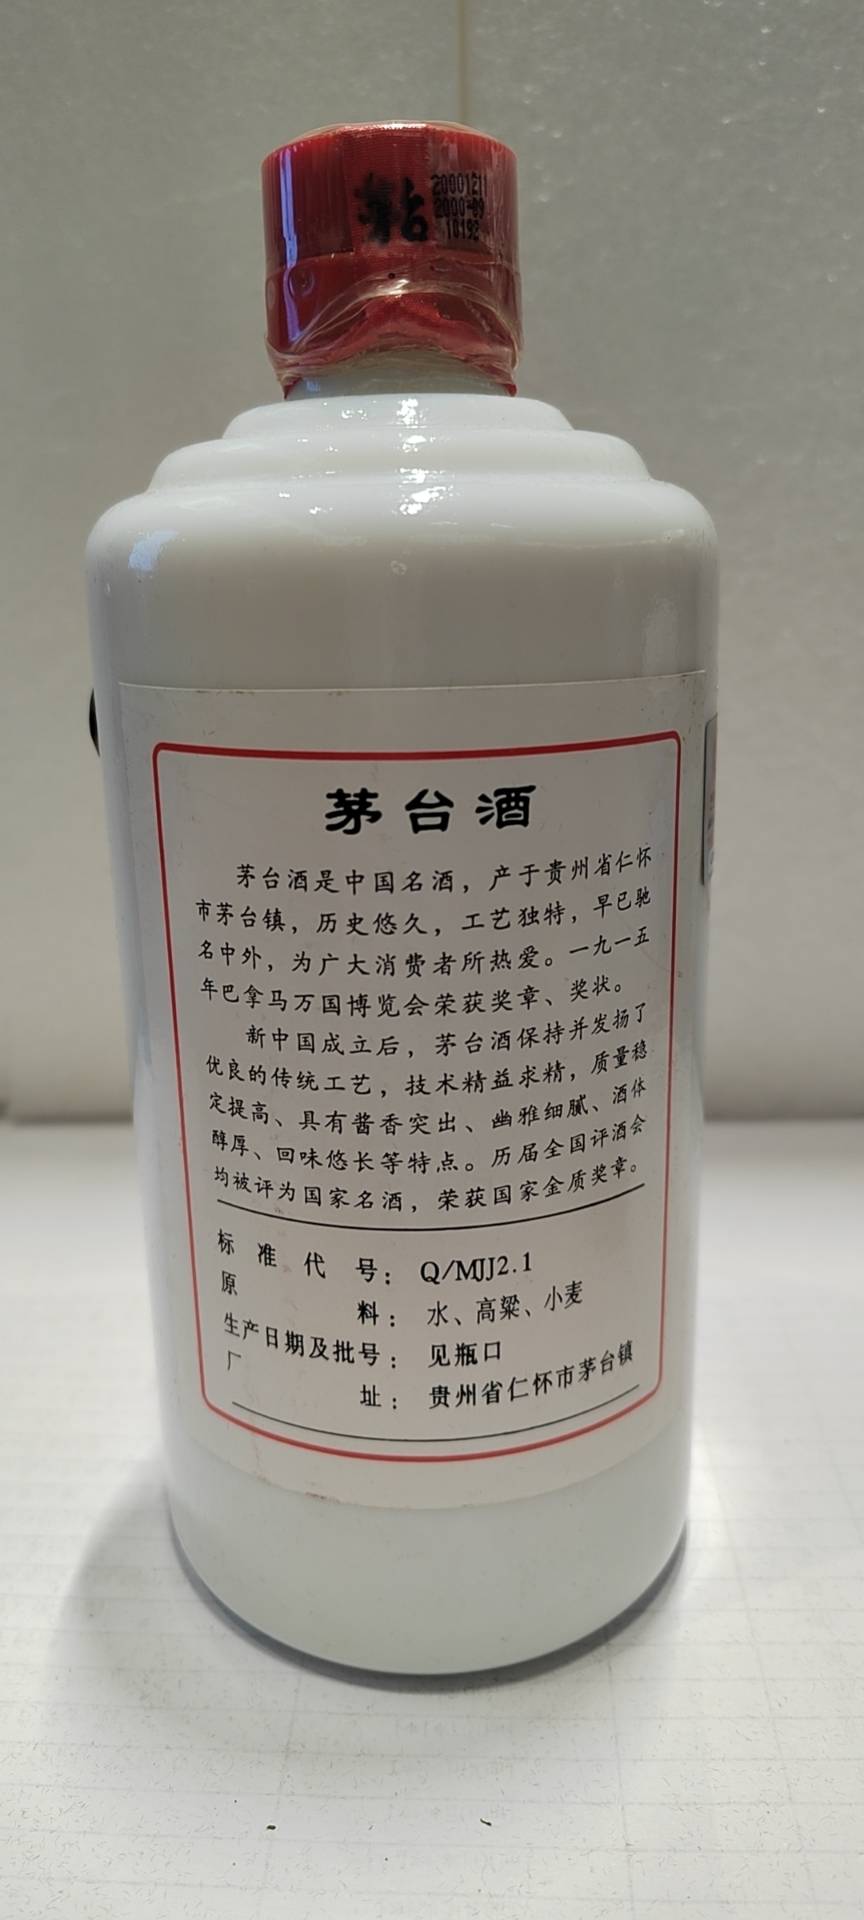 茅台
20001211
2000-09
10192
茅台酒
茅台酒是中国名酒，产于贵州省仁怀
市茅台镇，历史悠久，工艺独特，早已驰
名中外，为广大消费者所热爱。一九一五
年巴拿马万国博览会荣获奖章、奖状。
新中国成立后，茅台酒保持并发扬了
优良的传统工艺，技术精益求精，质量稳
定提高、具有酱香突出、幽雅细腻、酒体
醇厚、回味悠长等特点。历届全国评酒会
均被评为国家名酒，荣获国家金质奖章。
标准代号：Q/MJJ2.1
原料：水、高粱、小麦
生产日期及批号：见瓶口
厂址：贵州省仁怀市茅台镇